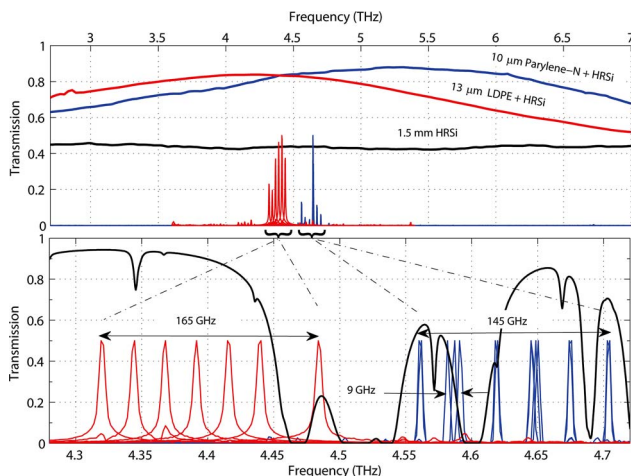 Frequency (THz)
3 3.5 4 4.5 5 5.5 6 6.5 7
1
0.8
0.6
0.4
0.2
0
Transmission
10 µm Parylene–N + HRSi
13 µm LDPE + HRSi
1.5 mm HRSi
1
0.8
0.6
0.4
0.2
0
Transmission
165 GHz
145 GHz
9 GHz
4.3 4.35 4.4 4.45 4.5 4.55 4.6 4.65 4.7
Frequency (THz)